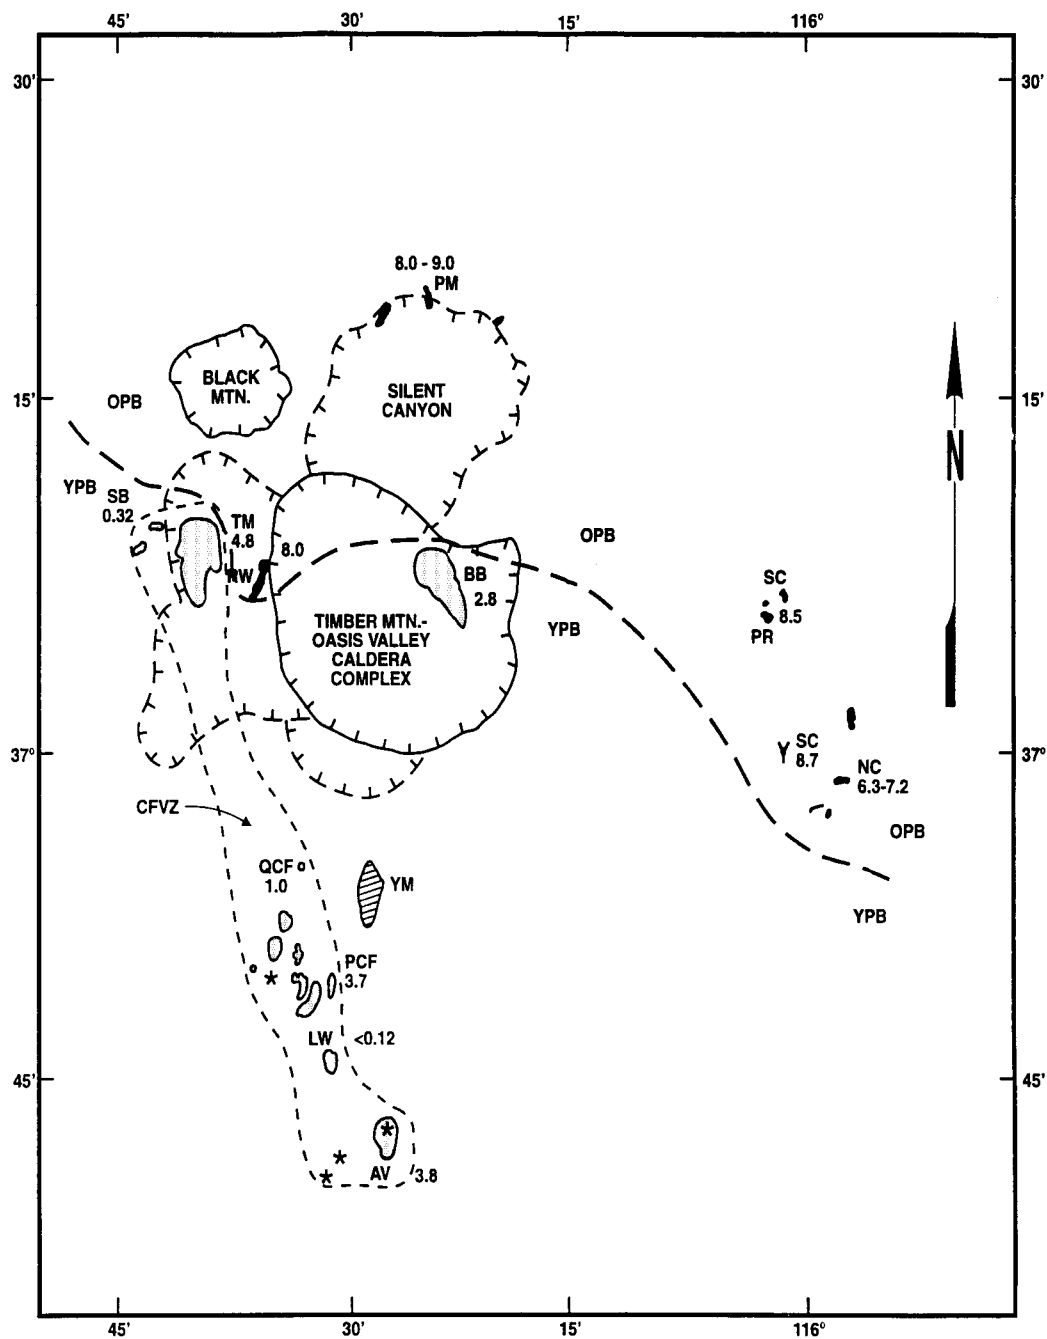 45' 30' 15' 116°
30' 30'
8.0 - 9.0
PM
BLACK
MTN.
SILENT
CANYON
15' 15'
OPB
N
YPB
SB
0.32
TM
4.8
8.0
RW
OPB
BB
2.8
SC
8.5
PR
YPB
TIMBER MTN.-
OASIS VALLEY
CALDERA
COMPLEX
37° 37°
SC
8.7
NC
6.3-7.2
CFVZ
OPB
QCF
1.0
YM
YPB
PCF
3.7
LW <0.12
45' 45'
AV 3.8
45' 30' 15' 116°